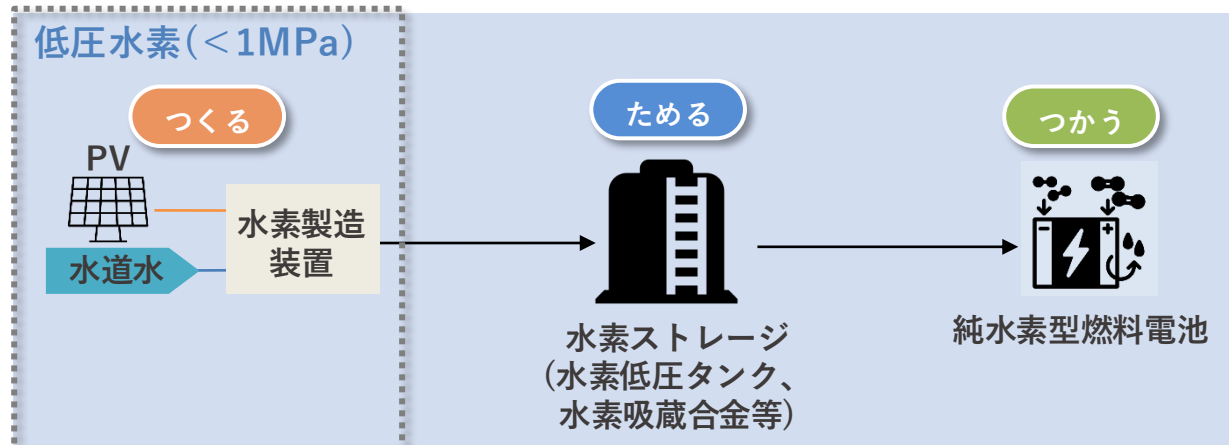 低圧水素(＜1MPa)
つくる
PV
水道水
水素製造
装置
ためる
水素ストレージ
(水素低圧タンク、
水素吸蔵合金等)
つかう
- +
純水素型燃料電池